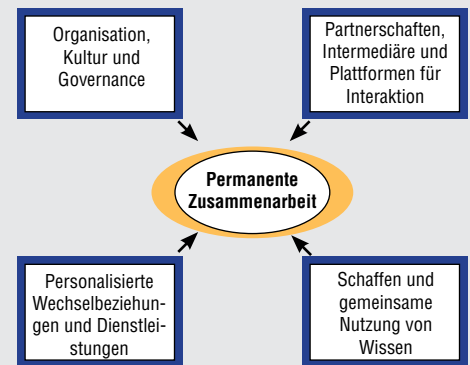 Organisation,
Kultur und
Governance
Partnerschaften,
Intermediäre und
Plattformen für
Interaktion
Permanente
Zusammenarbeit
Personalisierte
Wechselbeziehun-
gen und Dienstlei-
stungen
Schaffen und
gemeinsame
Nutzung von
Wissen